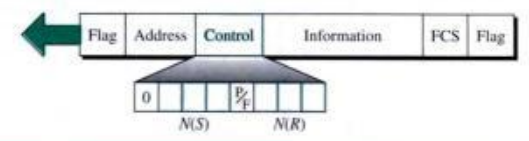 Flag Address Control Information FCS Flag
0 P/F
N(S) N(R)